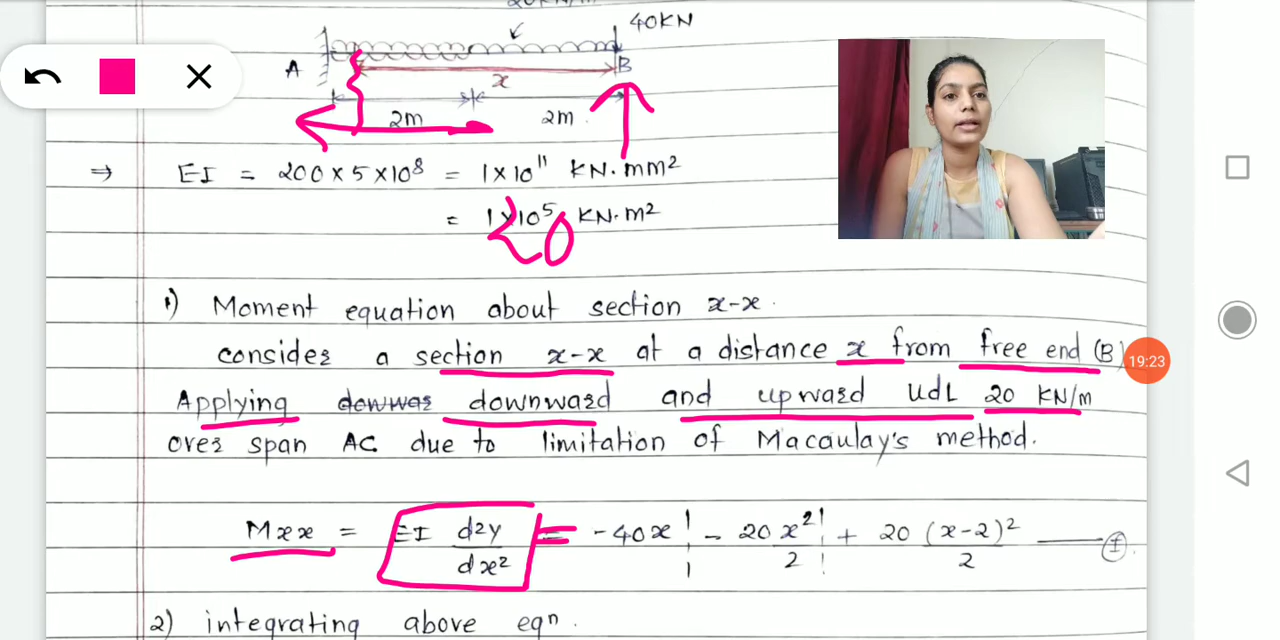 20KN/m
40KN
A
B
x
2m 2m
⇒ EI = 200 × 5 × 10⁸ = 1 × 10¹¹ KN·mm²
= 1 × 10⁵ KN·m²
20
1) Moment equation about section x-x.
consider a section x-x at a distance x from free end (B)
19:23
Applying downward and upward UdL 20 KN/m
over span AC due to limitation of Macaulay's method.
Mxx = EI d2y/dx² = -40x ¦ - 20 x²/2 ¦ + 20 (x-2)²/2 —— ①
2) integrating above eqn.